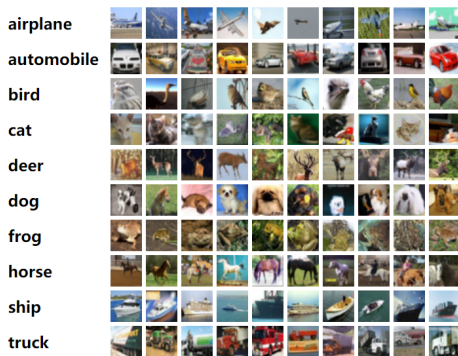 airplane
automobile
bird
cat
deer
dog
frog
horse
ship
truck